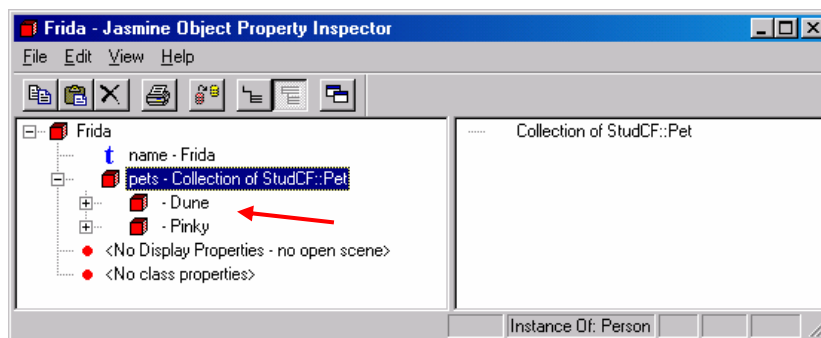 Frida - Jasmine Object Property Inspector
File Edit View Help
Frida
t name - Frida
pets - Collection of StudCF::Pet
- Dune
- Pinky
<No Display Properties - no open scene>
<No class properties>
Collection of StudCF::Pet
Instance Of: Person